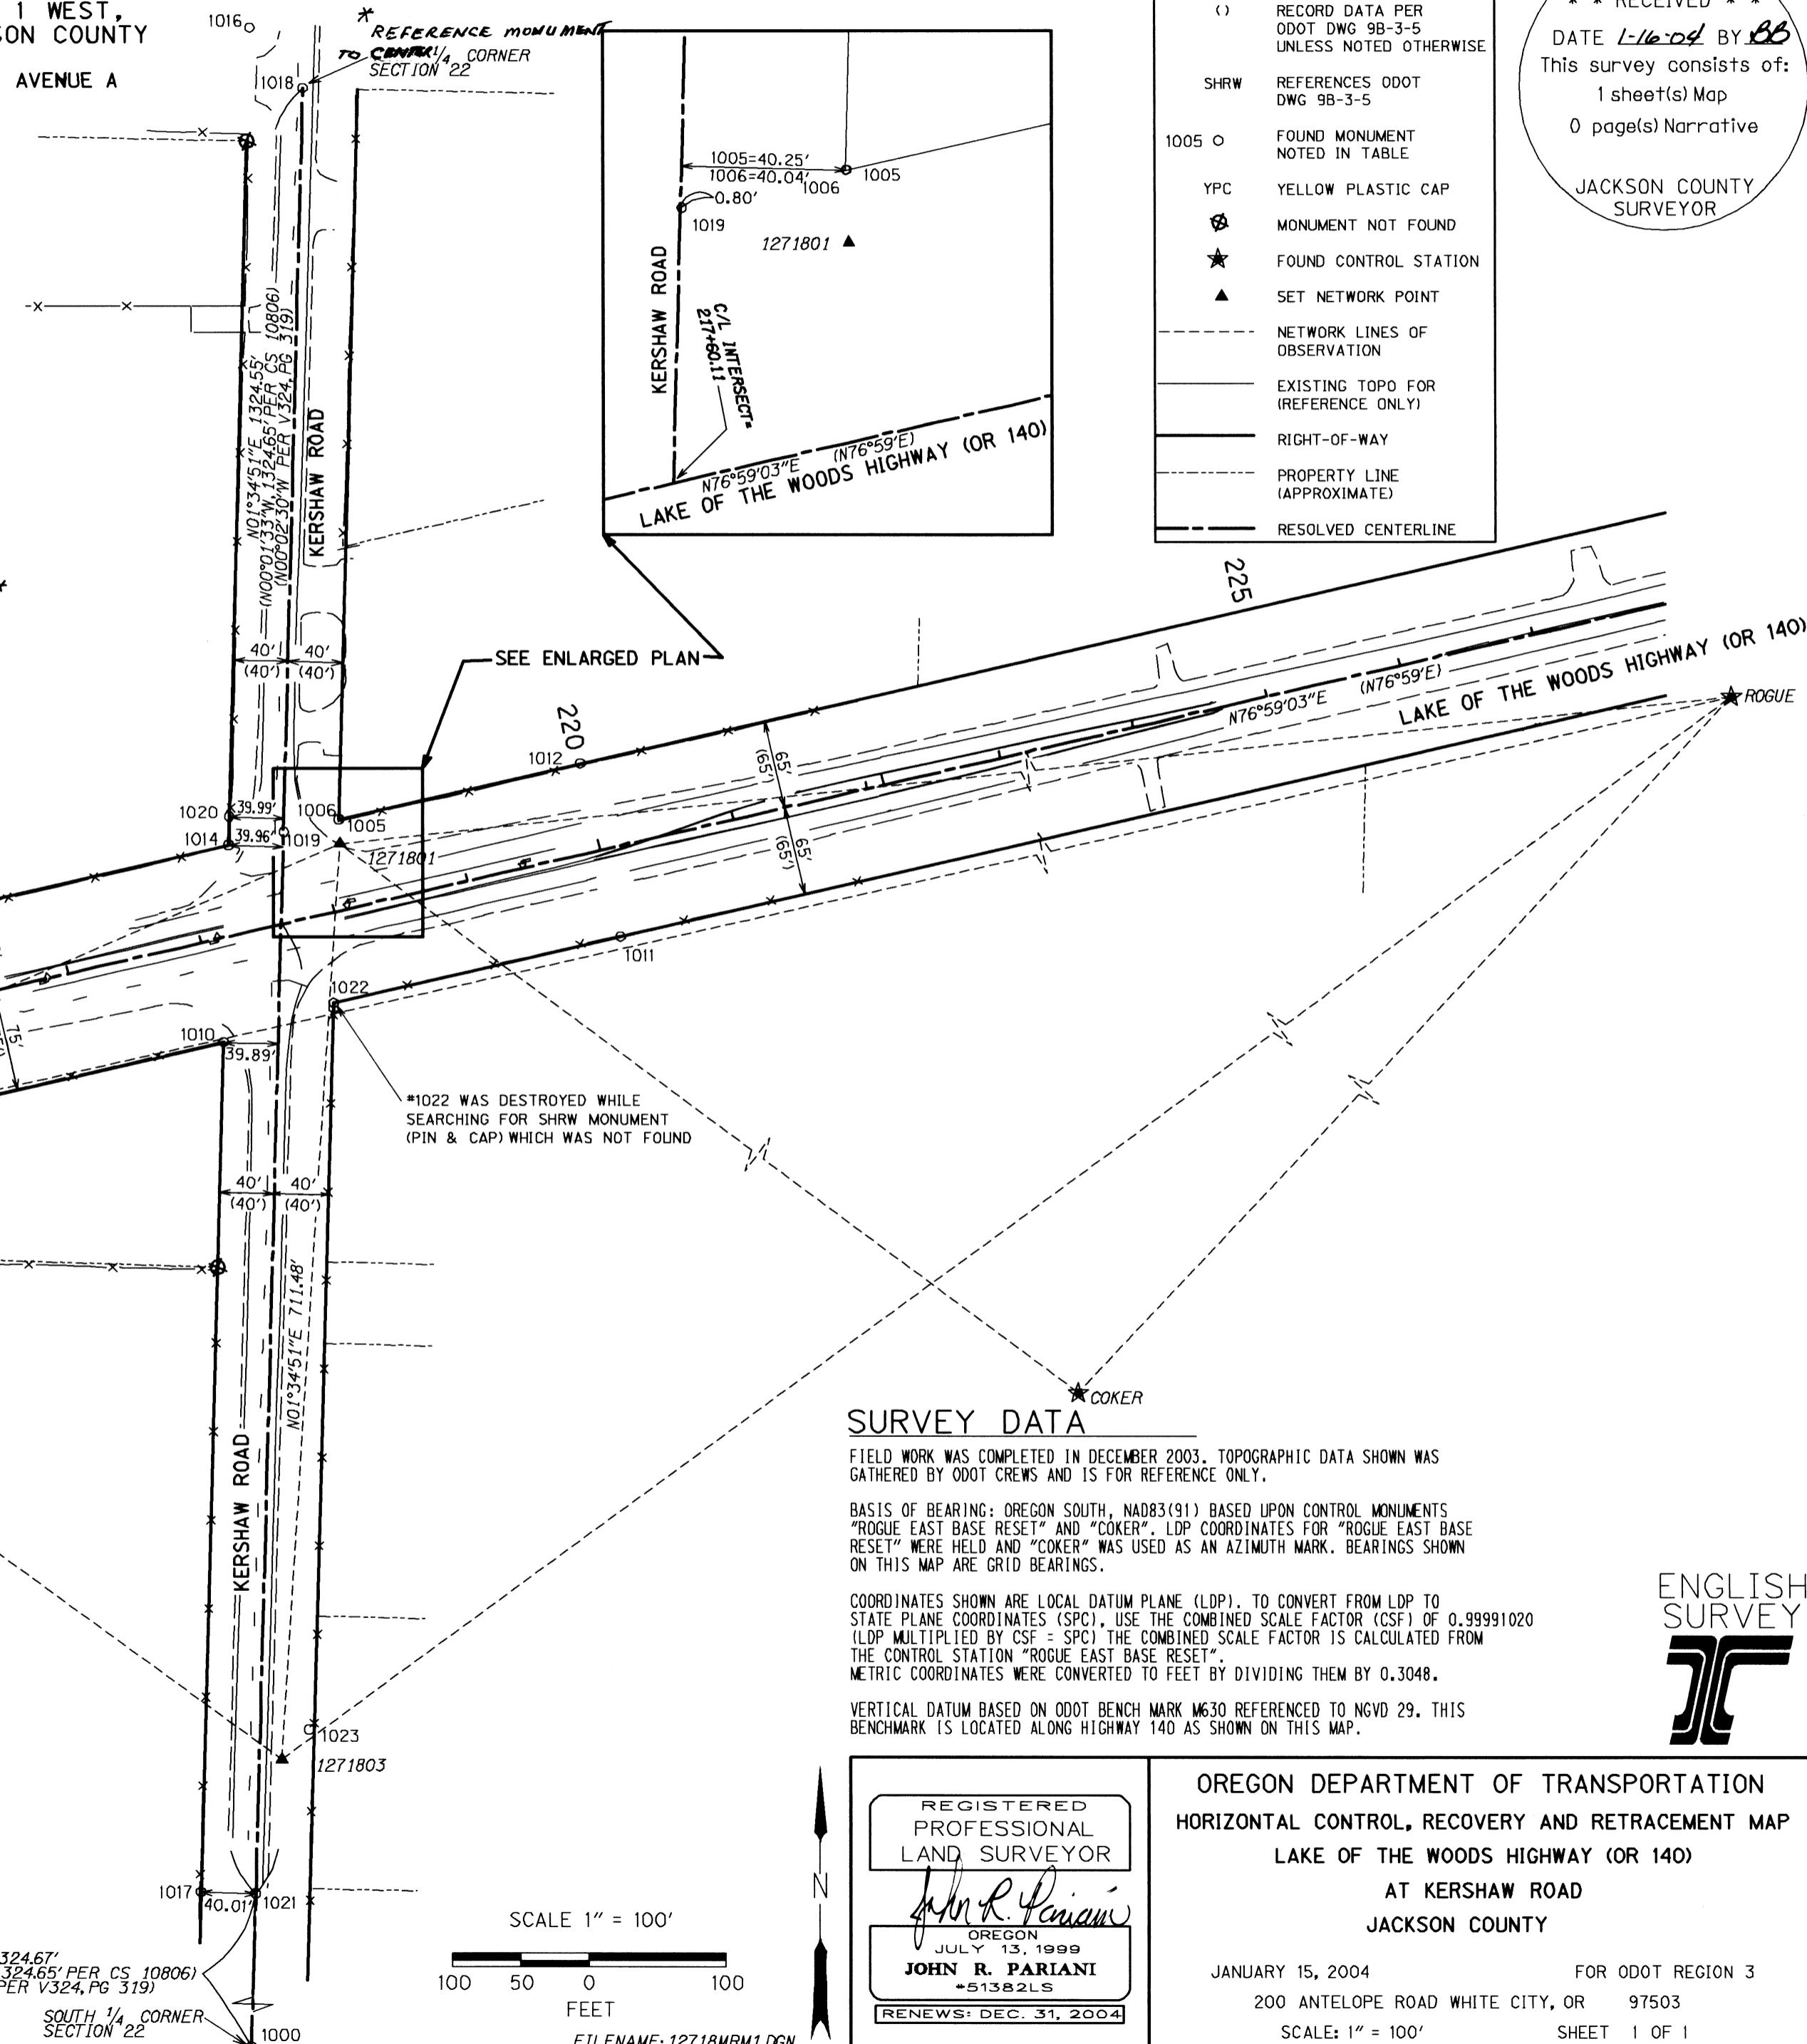 1 WEST,
ON COUNTY
AVENUE A
1016
*
REFERENCE MONUMENT
TO CENTER 1/4 CORNER
SECTION 22
1018
N01°34'51"E 1324.55'
(N00°01'33"W, 1324.65' PER CS 10806)
(N00°02'30"W PER V324, PG 319)
KERSHAW ROAD
40' 40'
(40') (40')
1005=40.25'
1006=40.04'
1006 1005
0.80'
1019
1271801
KERSHAW ROAD
C/L INTERSECT=
217+60.11
N76°59'03"E (N76°59'E)
LAKE OF THE WOODS HIGHWAY (OR 140)
SEE ENLARGED PLAN
() RECORD DATA PER
ODOT DWG 9B-3-5
UNLESS NOTED OTHERWISE
SHRW REFERENCES ODOT
DWG 9B-3-5
1005 FOUND MONUMENT
NOTED IN TABLE
YPC YELLOW PLASTIC CAP
MONUMENT NOT FOUND
FOUND CONTROL STATION
SET NETWORK POINT
NETWORK LINES OF
OBSERVATION
EXISTING TOPO FOR
(REFERENCE ONLY)
RIGHT-OF-WAY
PROPERTY LINE
(APPROXIMATE)
RESOLVED CENTERLINE
* * RECEIVED * *
DATE 1-16-04 BY BB
This survey consists of:
1 sheet(s) Map
0 page(s) Narrative
JACKSON COUNTY
SURVEYOR
*
225
220
1012
65'
(65')
65'
(65')
N76°59'03"E (N76°59'E)
LAKE OF THE WOODS HIGHWAY (OR 140)
ROGUE
1020
39.99'
1006
1005
1014
39.96'
1019
1271801
1011
1022
1010
39.89'
75'
#1022 WAS DESTROYED WHILE
SEARCHING FOR SHRW MONUMENT
(PIN & CAP) WHICH WAS NOT FOUND
40' 40'
(40') (40')
N01°34'51"E 711.48'
KERSHAW ROAD
COKER
SURVEY DATA
FIELD WORK WAS COMPLETED IN DECEMBER 2003. TOPOGRAPHIC DATA SHOWN WAS
GATHERED BY ODOT CREWS AND IS FOR REFERENCE ONLY.
BASIS OF BEARING: OREGON SOUTH, NAD83(91) BASED UPON CONTROL MONUMENTS
"ROGUE EAST BASE RESET" AND "COKER". LDP COORDINATES FOR "ROGUE EAST BASE
RESET" WERE HELD AND "COKER" WAS USED AS AN AZIMUTH MARK. BEARINGS SHOWN
ON THIS MAP ARE GRID BEARINGS.
COORDINATES SHOWN ARE LOCAL DATUM PLANE (LDP). TO CONVERT FROM LDP TO
STATE PLANE COORDINATES (SPC), USE THE COMBINED SCALE FACTOR (CSF) OF 0.99991020
(LDP MULTIPLIED BY CSF = SPC) THE COMBINED SCALE FACTOR IS CALCULATED FROM
THE CONTROL STATION "ROGUE EAST BASE RESET".
METRIC COORDINATES WERE CONVERTED TO FEET BY DIVIDING THEM BY 0.3048.
VERTICAL DATUM BASED ON ODOT BENCH MARK M630 REFERENCED TO NGVD 29. THIS
BENCHMARK IS LOCATED ALONG HIGHWAY 140 AS SHOWN ON THIS MAP.
ENGLISH
SURVEY
1023
1271803
1017
40.01'
1021
324.67'
324.65' PER CS 10806)
PER V324, PG 319)
SOUTH 1/4 CORNER
SECTION 22
1000
SCALE 1" = 100'
100 50 0 100
FEET
FILENAME: 12718MRM1.DGN
N
REGISTERED
PROFESSIONAL
LAND SURVEYOR
John R. Pariani
OREGON
JULY 13, 1999
JOHN R. PARIANI
#51382LS
RENEWS: DEC. 31, 2004
OREGON DEPARTMENT OF TRANSPORTATION
HORIZONTAL CONTROL, RECOVERY AND RETRACEMENT MAP
LAKE OF THE WOODS HIGHWAY (OR 140)
AT KERSHAW ROAD
JACKSON COUNTY
JANUARY 15, 2004 FOR ODOT REGION 3
200 ANTELOPE ROAD WHITE CITY, OR 97503
SCALE: 1" = 100' SHEET 1 OF 1